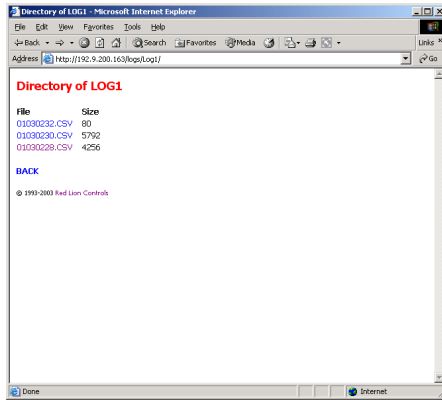 Directory of LOG1 - Microsoft Internet Explorer
File Edit View Favorites Tools Help
Back Search Favorites Media Links »
Address http://192.9.200.163/logs/Log1/ Go
Directory of LOG1
File Size
01030232.CSV 80
01030230.CSV 5792
01030228.CSV 4256
BACK
© 1993-2003 Red Lion Controls
Done Internet